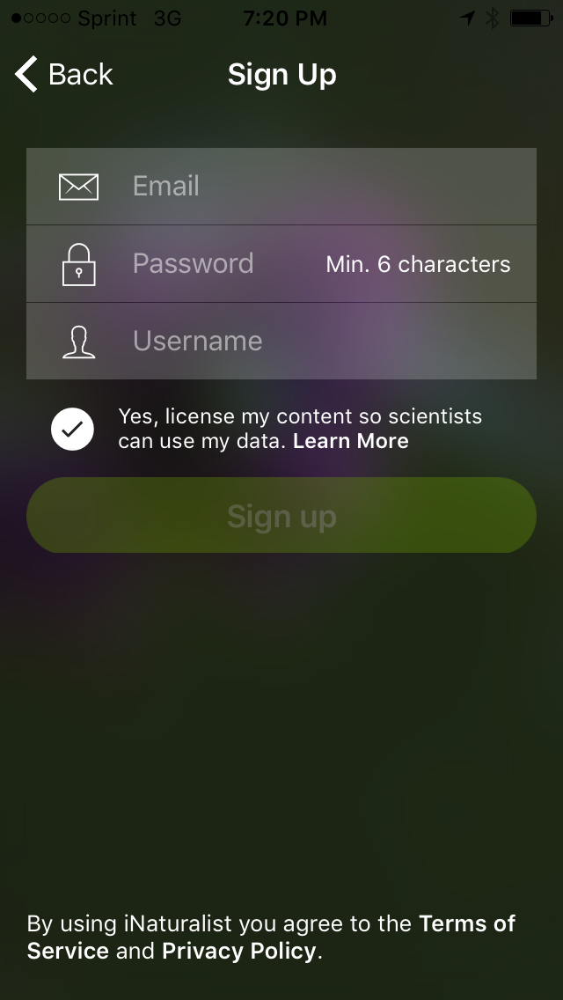 Sprint 3G 7:20 PM
Back Sign Up
Email
Password Min. 6 characters
Username
Yes, license my content so scientists
can use my data. Learn More
Sign up
By using iNaturalist you agree to the Terms of
Service and Privacy Policy.